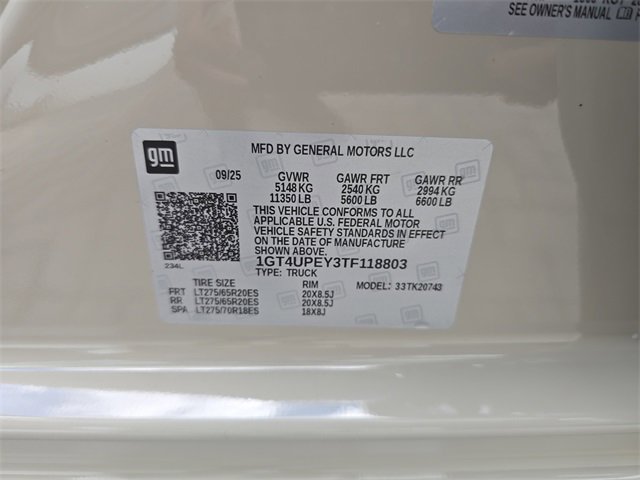 SEE OWNER'S MANUAL
gm
MFD BY GENERAL MOTORS LLC
09/25 GVWR GAWR FRT GAWR RR
5148 KG 2540 KG 2994 KG
11350 LB 5600 LB 6600 LB
THIS VEHICLE CONFORMS TO ALL
APPLICABLE U.S. FEDERAL MOTOR
VEHICLE SAFETY STANDARDS IN
EFFECT ON THE DATE OF MANUFACTURE
SHOWN ABOVE.
1GT4UPEY3TF118803
234L
TYPE: TRUCK
TIRE SIZE RIM MODEL: 33TK20743
FRT LT275/65R20ES 20X8.5J
RR LT275/65R20ES 20X8.5J
SPA LT275/70R18ES 18X8J